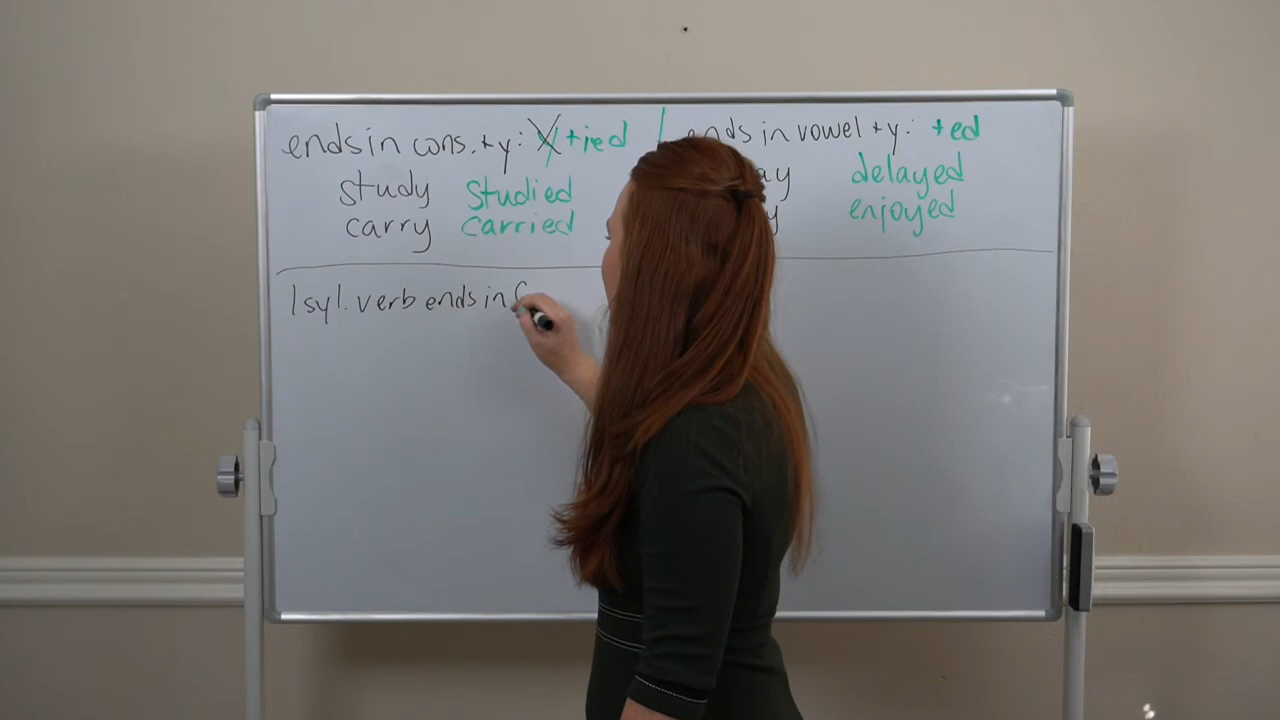 ends in cons. + y: y + ied
study studied
carry carried
ends in vowel + y: + ed
delayed
enjoyed
1 syl. verb ends in